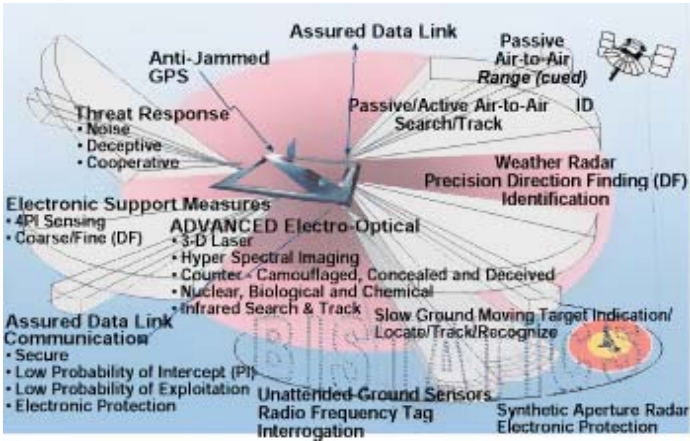 Assured Data Link
Anti-Jammed
GPS
Passive
Air-to-Air
Range (cued)
Threat Response
• Noise
• Deceptive
• Cooperative
Passive/Active Air-to-Air ID
Search/Track
Weather Radar
Precision Direction Finding (DF)
Identification
Electronic Support Measures
• 4PI Sensing
• Coarse/Fine (DF)
ADVANCED Electro-Optical
• 3-D Laser
• Hyper Spectral Imaging
• Counter - Camouflaged, Concealed and Deceived
• Nuclear, Biological and Chemical
• Infrared Search & Track
Slow Ground Moving Target Indication/
Locate/Track/Recognize
Assured Data Link
Communication
• Secure
• Low Probability of Intercept (PI)
• Low Probability of Exploitation
• Electronic Protection
BISTATIC
Unattended Ground Sensors
Radio Frequency Tag
Interrogation
Synthetic Aperture Radar
Electronic Protection